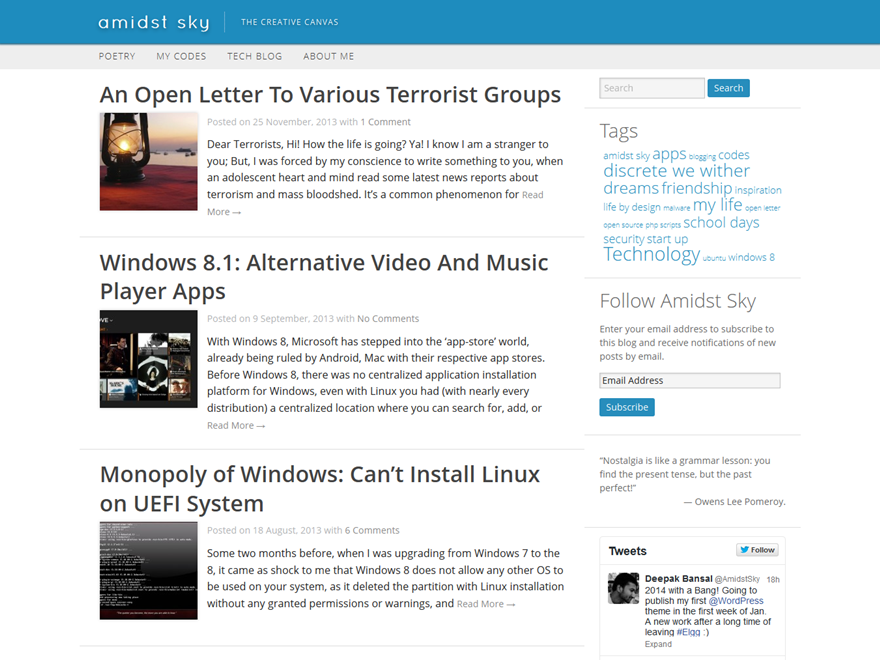 amidst sky
THE CREATIVE CANVAS
POETRY MY CODES TECH BLOG ABOUT ME
An Open Letter To Various Terrorist Groups
Posted on 25 November, 2013 with 1 Comment
Dear Terrorists, Hi! How the life is going? Ya! I know I am a stranger to
you; But, I was forced by my conscience to write something to you, when
an adolescent heart and mind read some latest news reports about
terrorism and mass bloodshed. It’s a common phenomenon for Read
More →
Windows 8.1: Alternative Video And Music
Player Apps
Posted on 9 September, 2013 with No Comments
With Windows 8, Microsoft has stepped into the ‘app-store’ world,
already being ruled by Android, Mac with their respective app stores.
Before Windows 8, there was no centralized application installation
platform for Windows, even with Linux you had (with nearly every
distribution) a centralized location where you can search for, add, or
Read More →
Monopoly of Windows: Can’t Install Linux
on UEFI System
Posted on 18 August, 2013 with 6 Comments
Some two months before, when I was upgrading from Windows 7 to the
8, it came as shock to me that Windows 8 does not allow any other OS to
be used on your system, as it deleted the partition with Linux installation
without any granted permissions or warnings, and Read More →
Search Search
Tags
amidst sky apps blogging codes
discrete we wither
dreams friendship inspiration
life by design malware my life open letter
open source php scripts school days
security start up
Technology ubuntu windows 8
Follow Amidst Sky
Enter your email address to subscribe to
this blog and receive notifications of new
posts by email.
Email Address
Subscribe
“Nostalgia is like a grammar lesson: you
find the present tense, but the past
perfect!”
— Owens Lee Pomeroy.
Tweets Follow
Deepak Bansal @AmidstSky 18h
2014 with a Bang! Going to
publish my first @WordPress
theme in the first week of Jan.
A new work after a long time of
leaving #Elgg :)
Expand